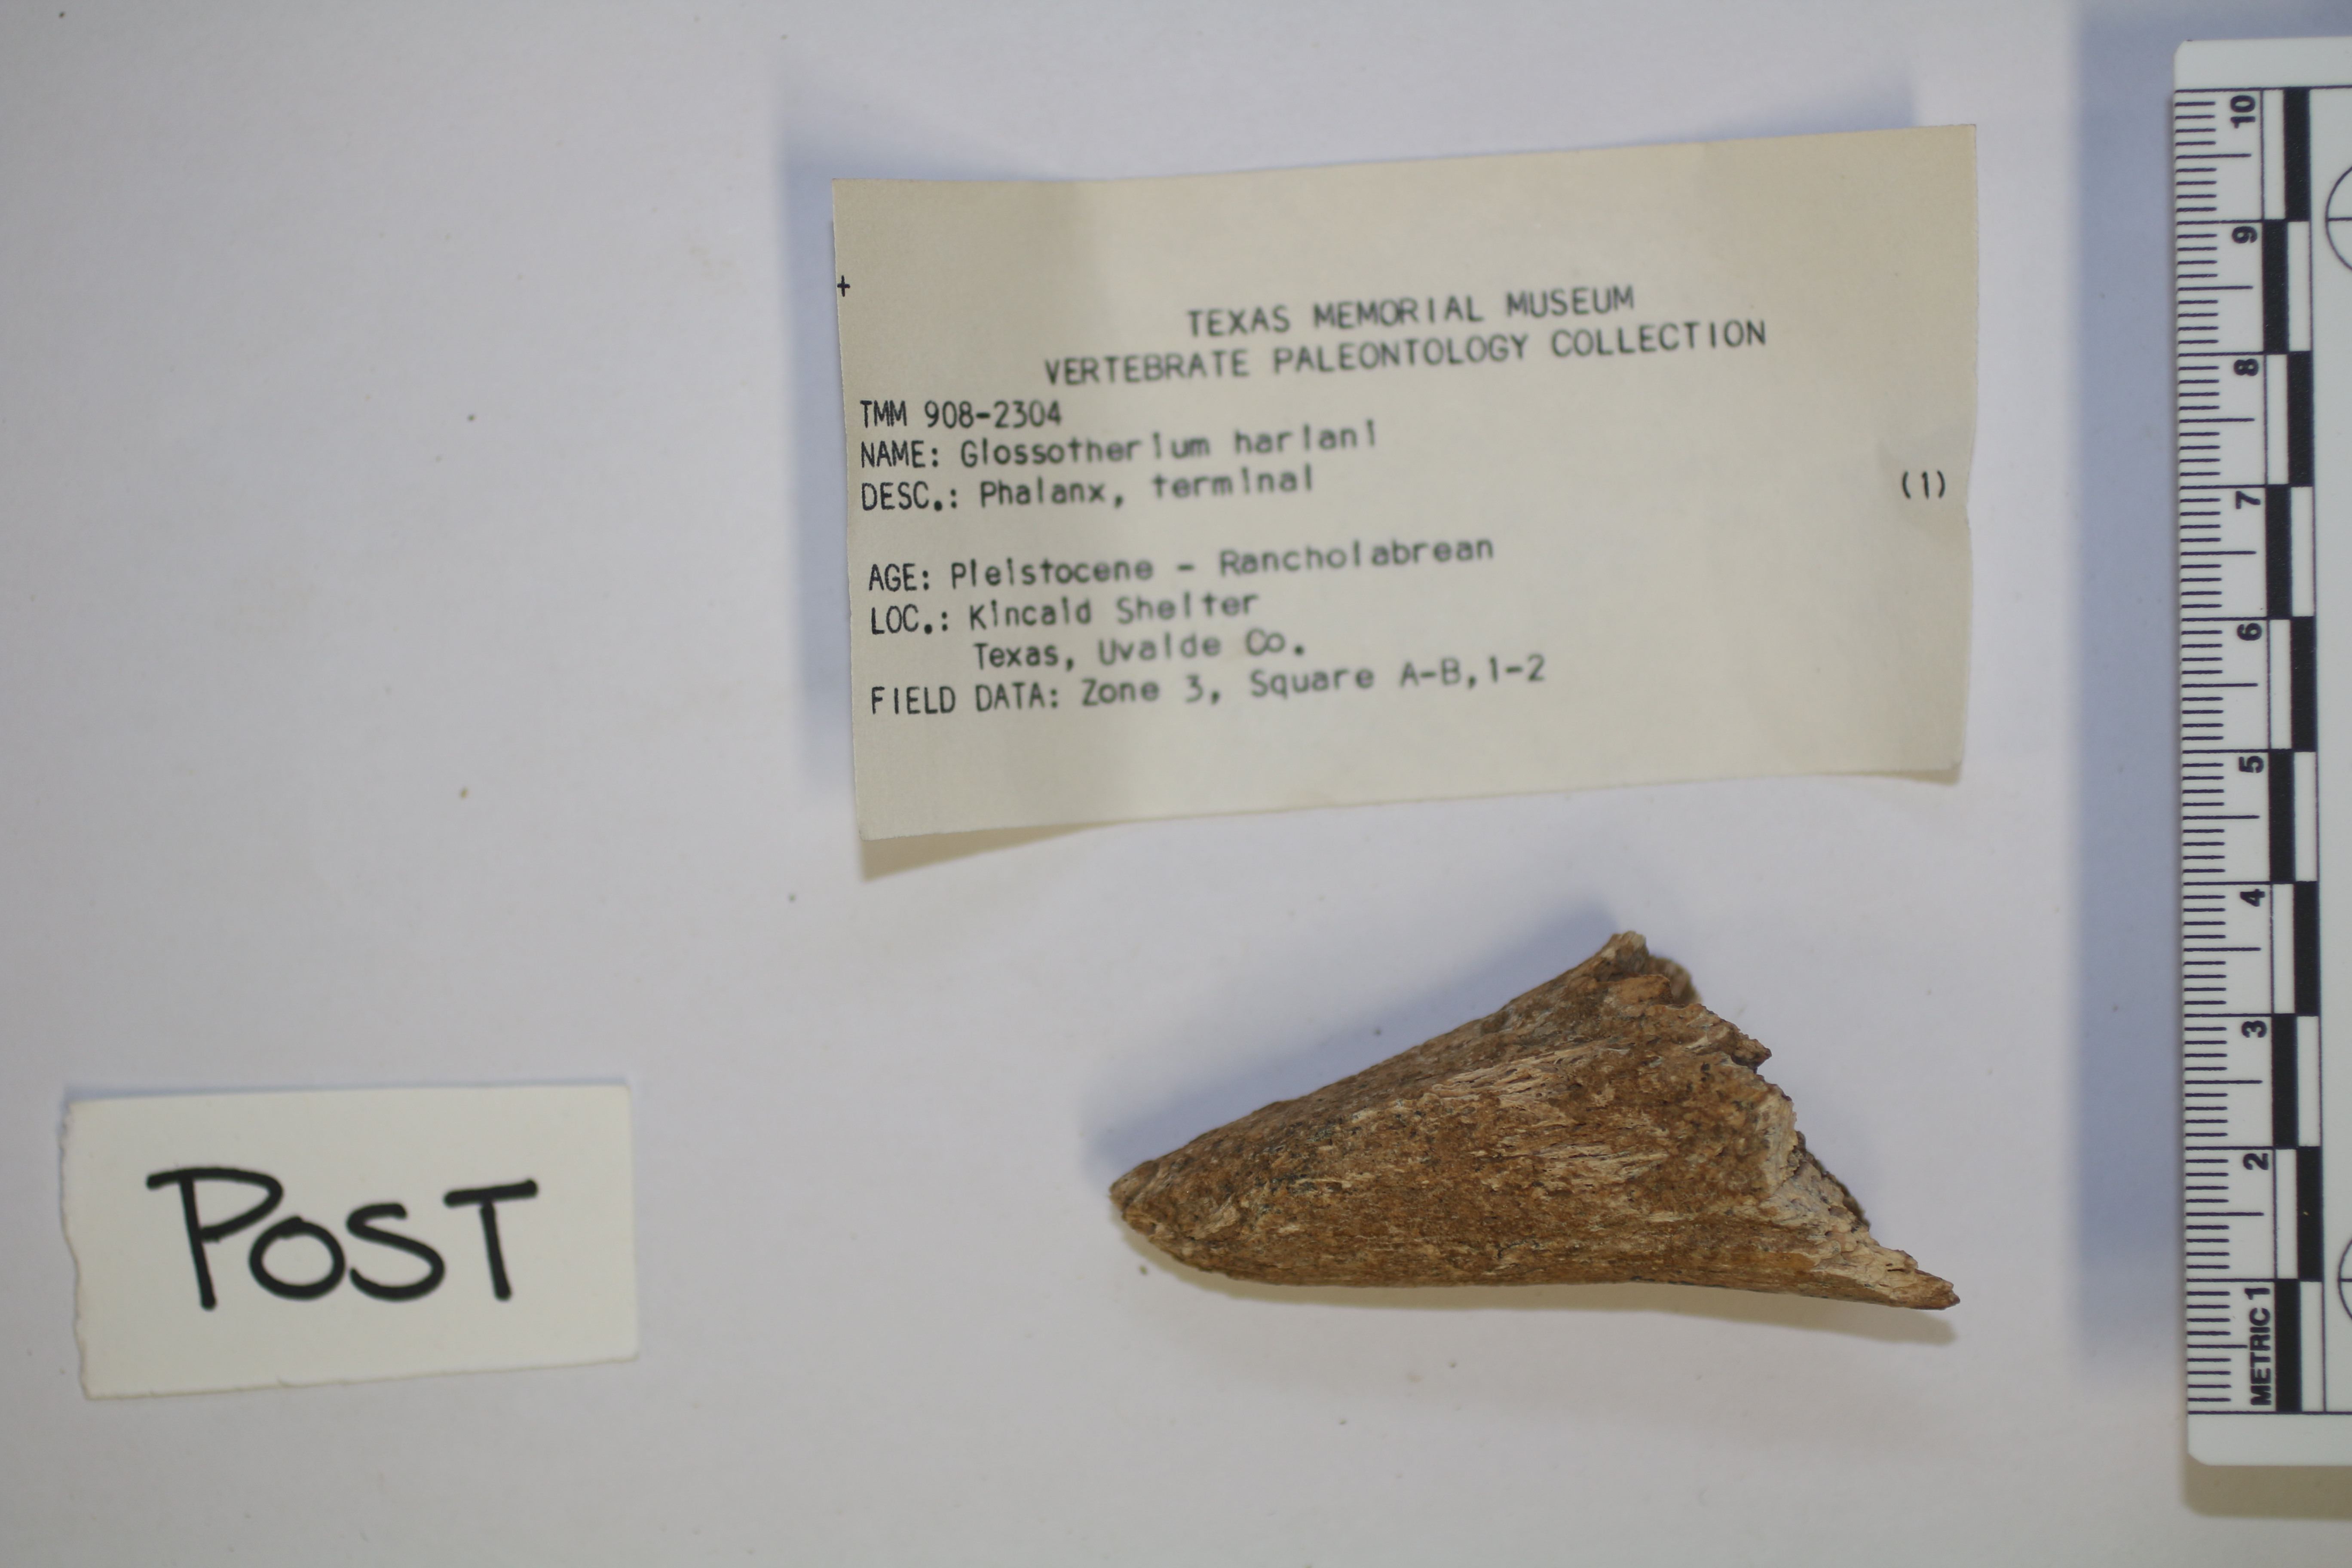 +
TEXAS MEMORIAL MUSEUM
VERTEBRATE PALEONTOLOGY COLLECTION
TMM 908-2304
NAME: Glossotherium harlani
DESC.: Phalanx, terminal (1)
AGE: Pleistocene - Rancholabrean
LOC.: Kincaid Shelter
Texas, Uvalde Co.
FIELD DATA: Zone 3, Square A-B,1-2
POST
10
9
8
7
6
5
4
3
2
METRIC 1